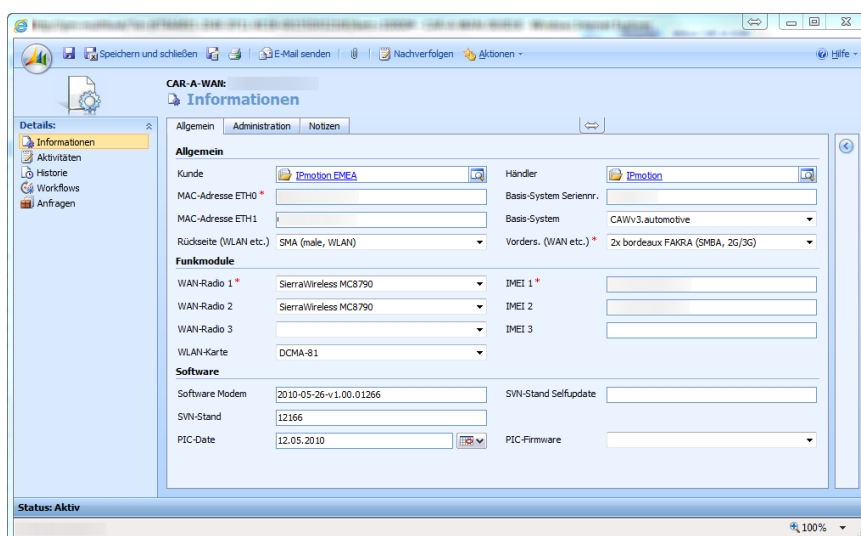 Speichern und schließen E-Mail senden Nachverfolgen Aktionen Hilfe
CAR-A-WAN:
Informationen
Details:
Informationen
Aktivitäten
Historie
Workflows
Anfragen
Allgemein Administration Notizen
Allgemein
Kunde IPmotion EMEA Händler IPmotion
MAC-Adresse ETH0 * Basis-System Seriennr.
MAC-Adresse ETH1 Basis-System CAWv3.automotive
Rückseite (WLAN etc.) SMA (male, WLAN) Vorders. (WAN etc.) * 2x bordeaux FAKRA (SMBA, 2G/3G)
Funkmodule
WAN-Radio 1 * SierraWireless MC8790 IMEI 1 *
WAN-Radio 2 SierraWireless MC8790 IMEI 2
WAN-Radio 3 IMEI 3
WLAN-Karte DCMA-81
Software
Software Modem 2010-05-26-v1.00.01266 SVN-Stand Selfupdate
SVN-Stand 12166
PIC-Date 12.05.2010 PIC-Firmware
Status: Aktiv
100%